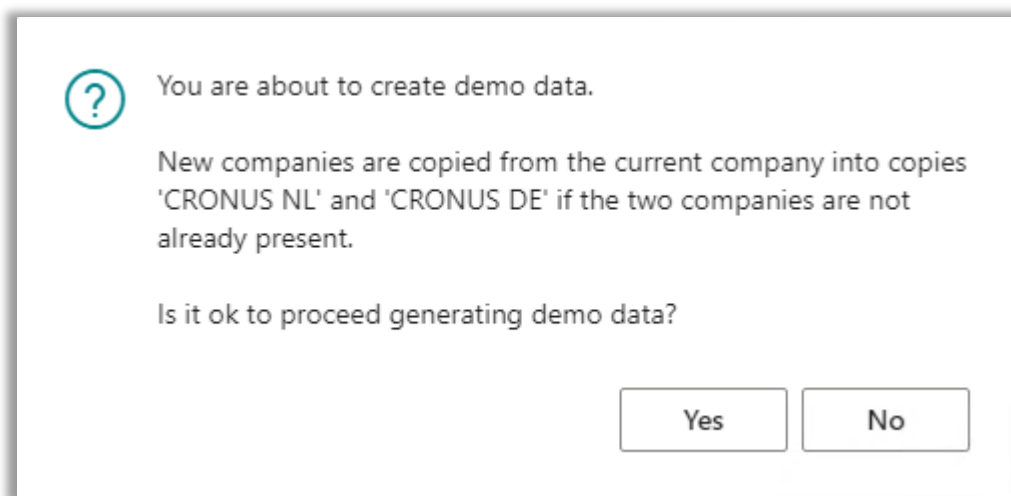 You are about to create demo data.
New companies are copied from the current company into copies
'CRONUS NL' and 'CRONUS DE' if the two companies are not
already present.
Is it ok to proceed generating demo data?
Yes
No